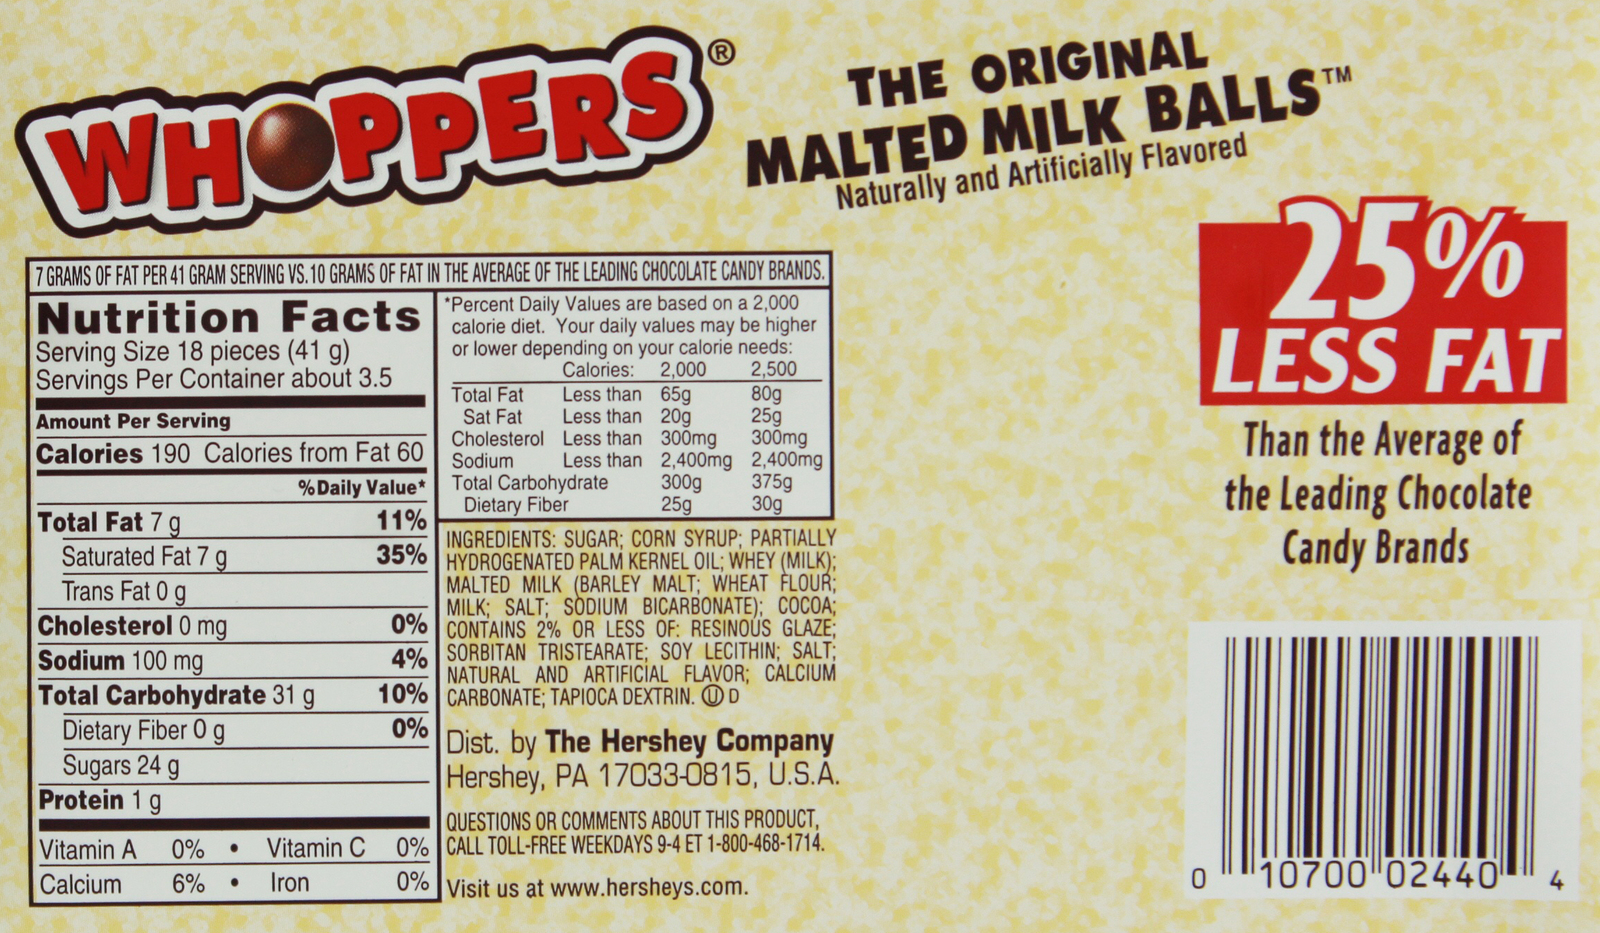 WHOPPERS®
THE ORIGINAL
MALTED MILK BALLS™
Naturally and Artificially Flavored
25%
LESS FAT
Than the Average of
the Leading Chocolate
Candy Brands
7 GRAMS OF FAT PER 41 GRAM SERVING VS. 10 GRAMS OF FAT IN THE AVERAGE OF THE LEADING CHOCOLATE CANDY BRANDS.
Nutrition Facts
Serving Size 18 pieces (41 g)
Servings Per Container about 3.5
Amount Per Serving
Calories 190 Calories from Fat 60
%Daily Value*
Total Fat 7 g 11%
Saturated Fat 7 g 35%
Trans Fat 0 g
Cholesterol 0 mg 0%
Sodium 100 mg 4%
Total Carbohydrate 31 g 10%
Dietary Fiber 0 g 0%
Sugars 24 g
Protein 1 g
Vitamin A 0% • Vitamin C 0%
Calcium 6% • Iron 0%
*Percent Daily Values are based on a 2,000
calorie diet. Your daily values may be higher
or lower depending on your calorie needs:
Calories: 2,000 2,500
Total Fat Less than 65g 80g
Sat Fat Less than 20g 25g
Cholesterol Less than 300mg 300mg
Sodium Less than 2,400mg 2,400mg
Total Carbohydrate 300g 375g
Dietary Fiber 25g 30g
INGREDIENTS: SUGAR; CORN SYRUP; PARTIALLY
HYDROGENATED PALM KERNEL OIL; WHEY (MILK);
MALTED MILK (BARLEY MALT; WHEAT FLOUR;
MILK; SALT; SODIUM BICARBONATE); COCOA;
CONTAINS 2% OR LESS OF: RESINOUS GLAZE;
SORBITAN TRISTEARATE; SOY LECITHIN; SALT;
NATURAL AND ARTIFICIAL FLAVOR; CALCIUM
CARBONATE; TAPIOCA DEXTRIN. Ⓤ D
Dist. by The Hershey Company
Hershey, PA 17033-0815, U.S.A.
QUESTIONS OR COMMENTS ABOUT THIS PRODUCT,
CALL TOLL-FREE WEEKDAYS 9-4 ET 1-800-468-1714.
Visit us at www.hersheys.com.
0 10700 02440 4